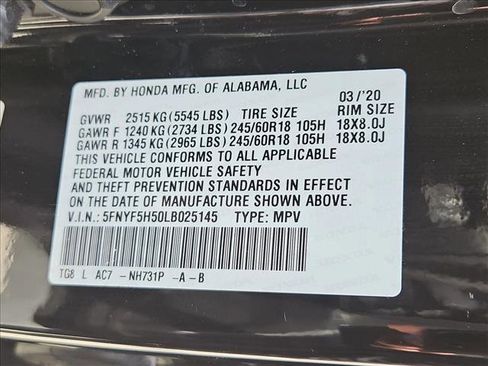 MFD. BY HONDA MFG. OF ALABAMA, LLC
03 /'20
GVWR 2515 KG (5545 LBS) TIRE SIZE RIM SIZE
GAWR F 1240 KG (2734 LBS) 245/60R18 105H 18X8.0J
GAWR R 1345 KG (2965 LBS) 245/60R18 105H 18X8.0J
THIS VEHICLE CONFORMS TO ALL APPLICABLE
FEDERAL MOTOR VEHICLE SAFETY
AND THEFT PREVENTION STANDARDS IN EFFECT
ON THE DATE OF MANUFACTURE SHOWN ABOVE.
V.I.N.: 5FNYF5H50LB025145 TYPE: MPV
TG8 L AC7 -NH731P -A-B